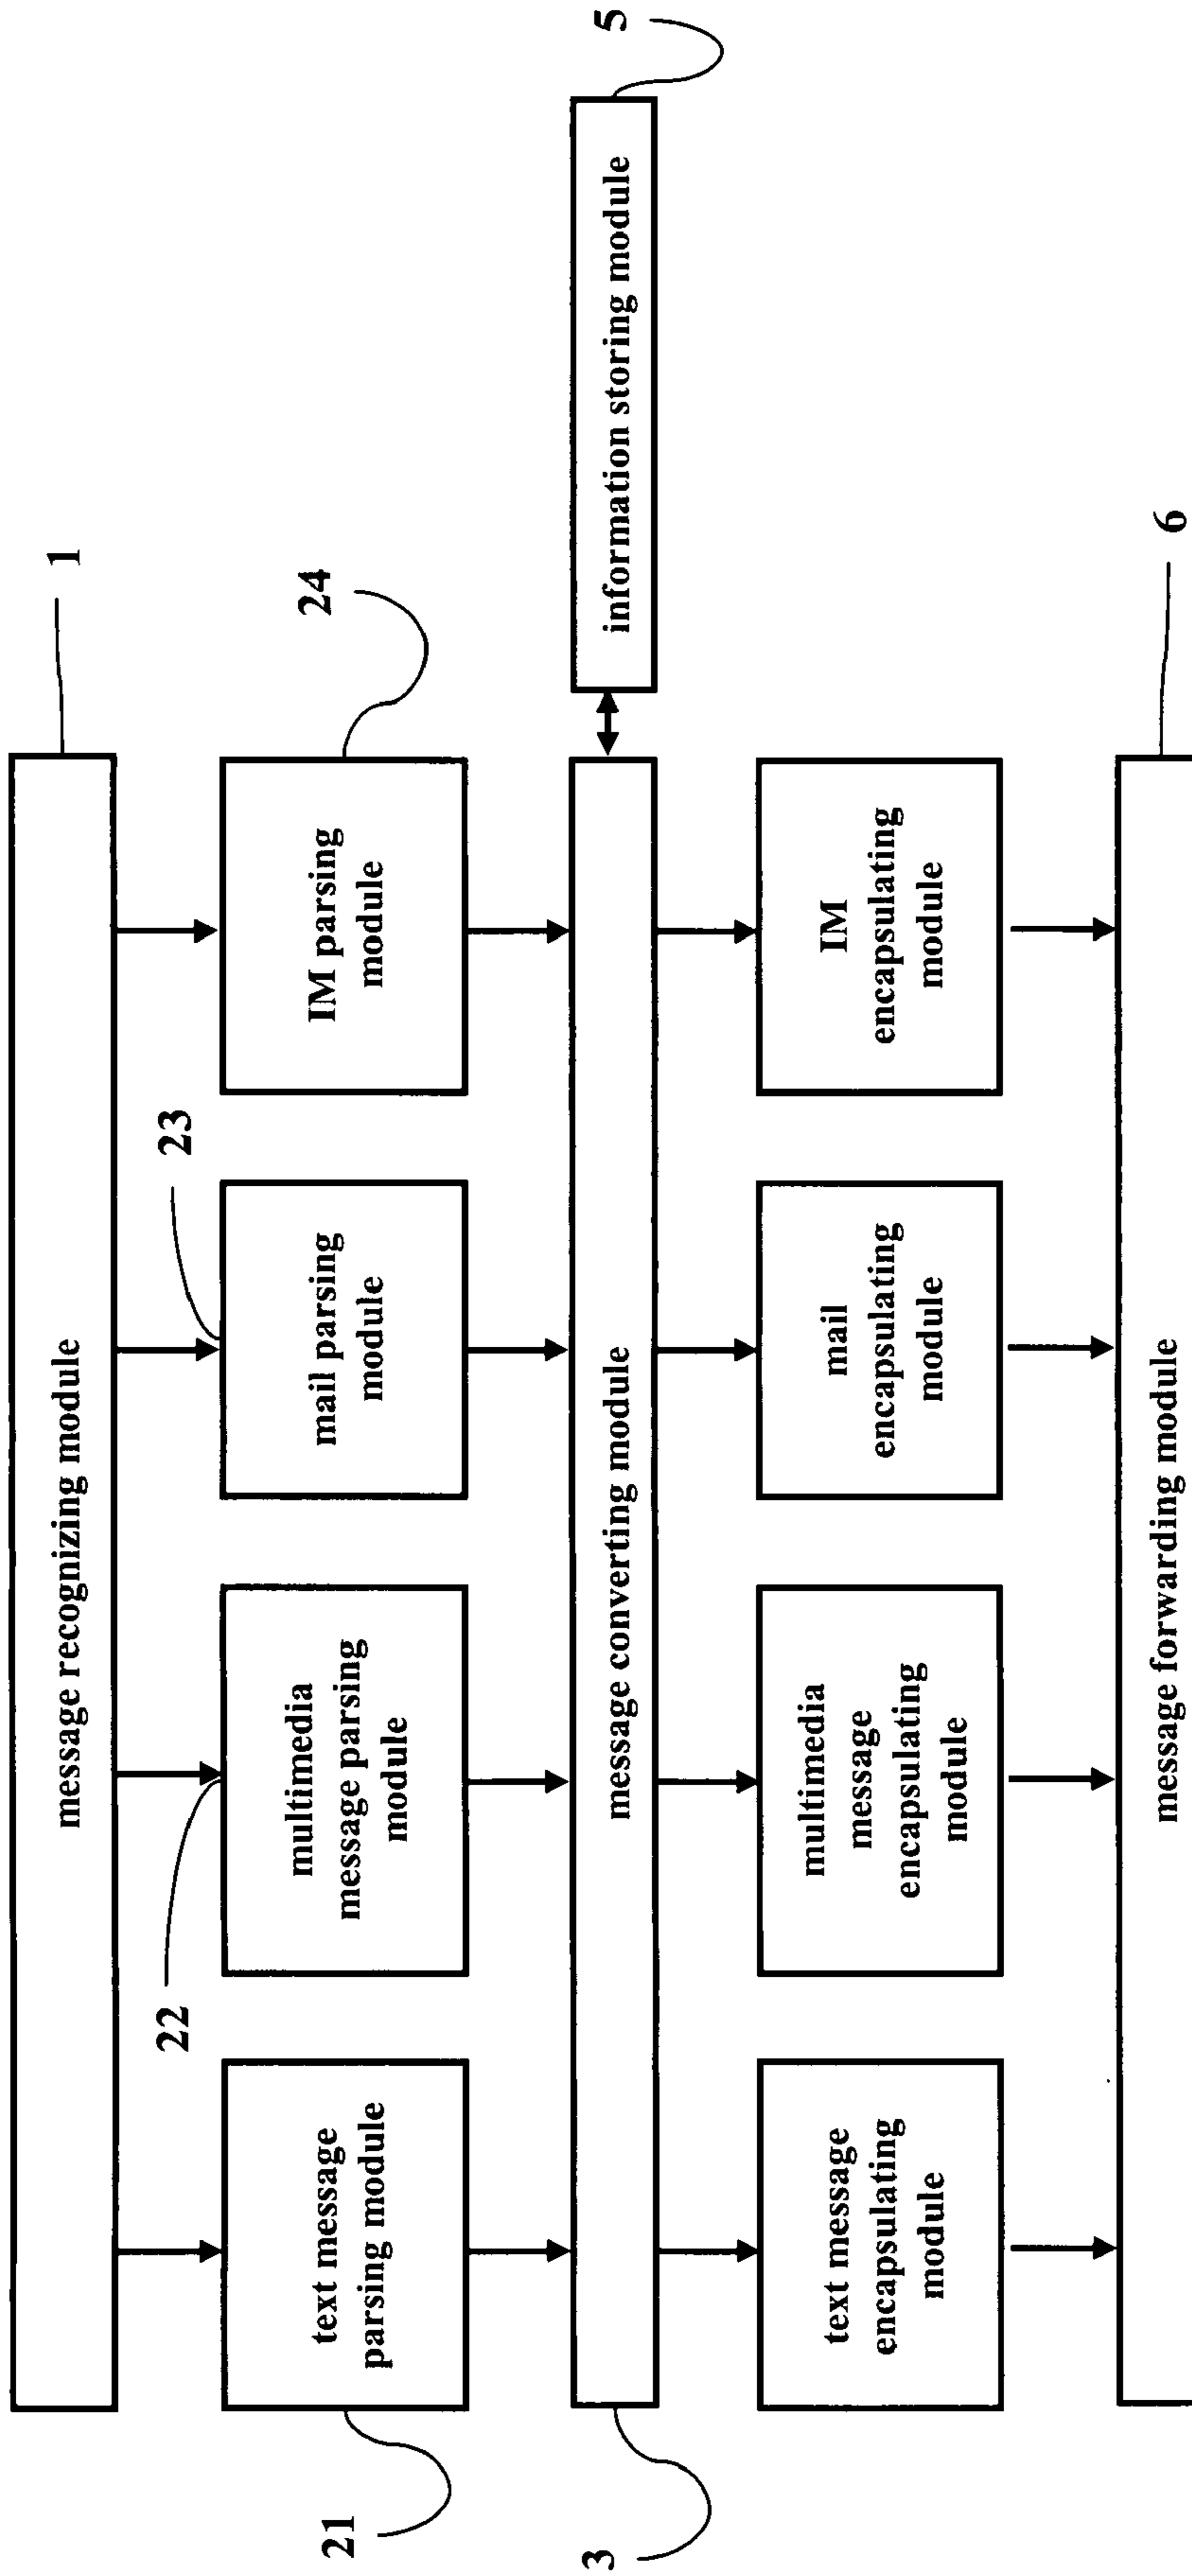 1
message recognizing module
22
23
24
text message
parsing module
multimedia
message parsing
module
mail parsing
module
IM parsing
module
21
5
message converting module
information storing module
3
text message
encapsulating
module
multimedia
message
encapsulating
module
mail
encapsulating
module
IM
encapsulating
module
6
message forwarding module